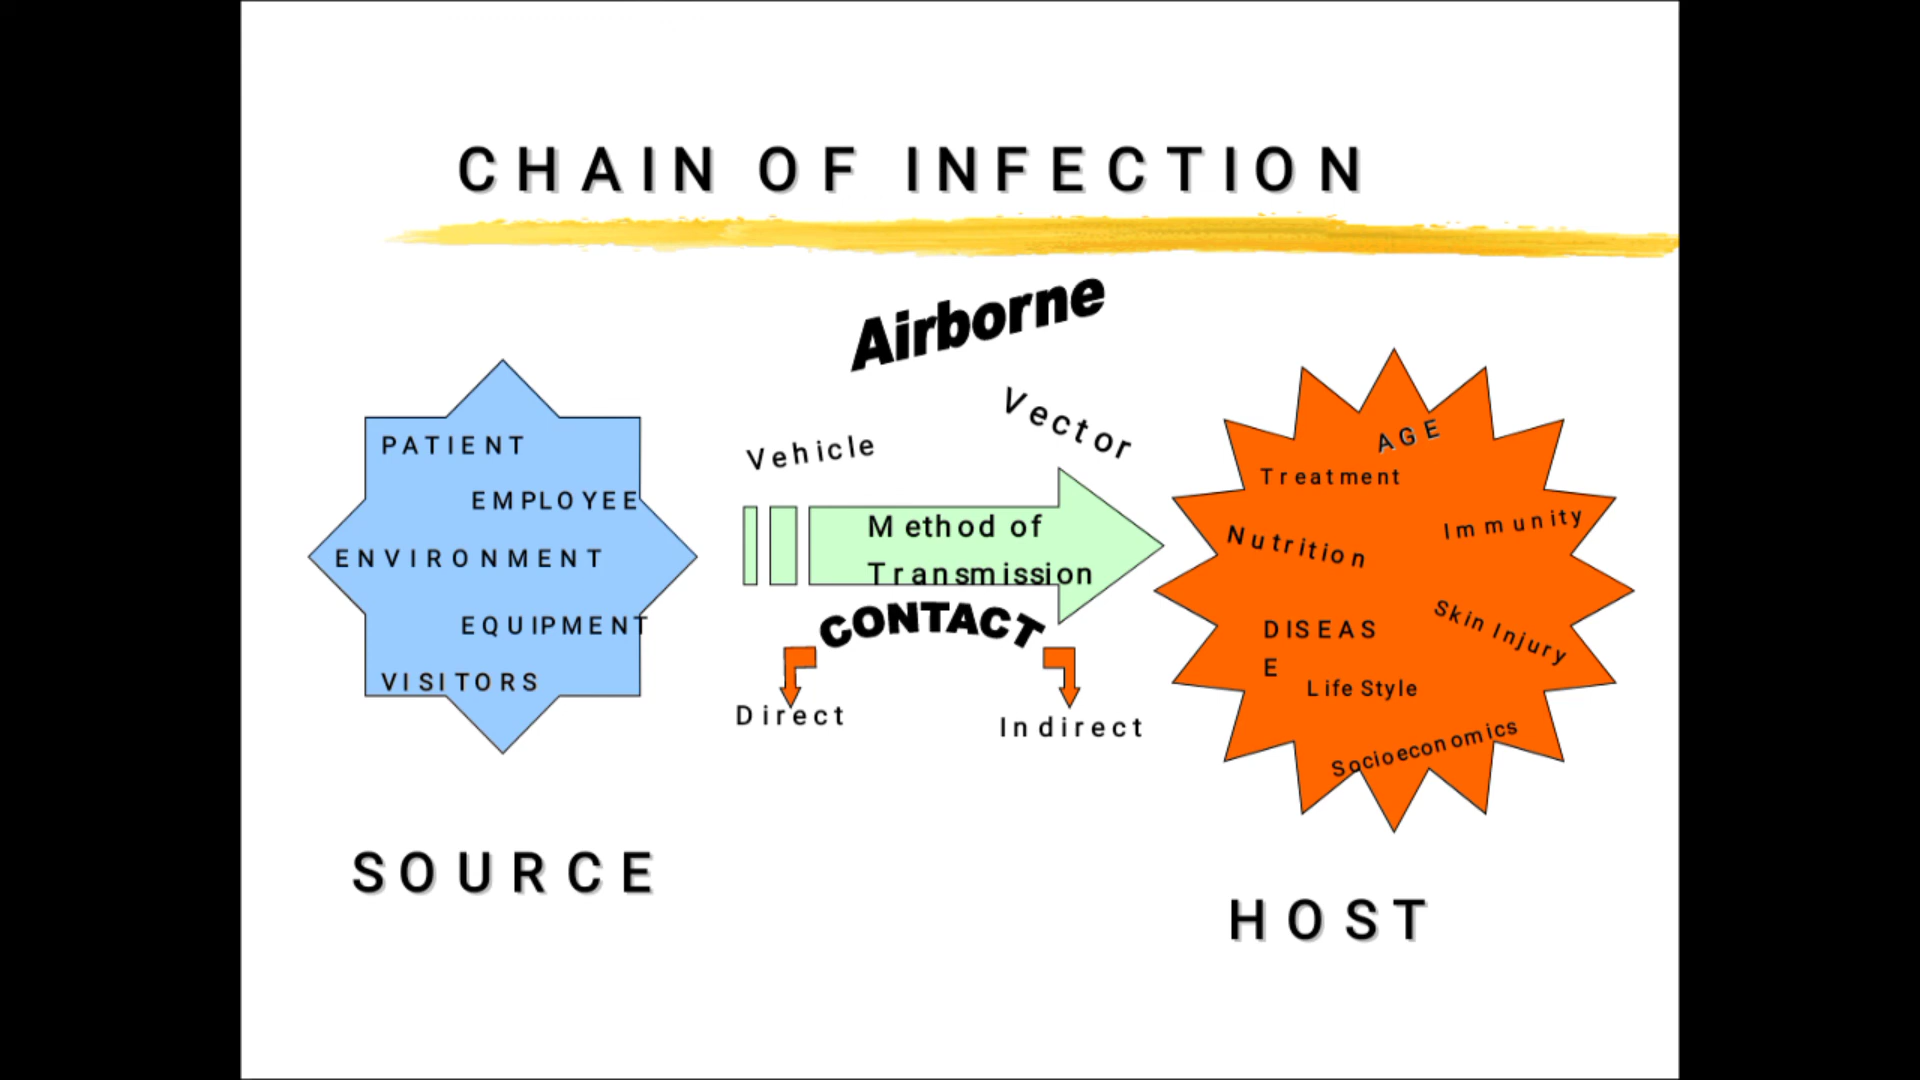 CHAIN OF INFECTION
Airborne
Vector
Vehicle
Method of
Transmission
CONTACT
Direct
Indirect
PATIENT
EMPLOYEE
ENVIRONMENT
EQUIPMENT
VISITORS
SOURCE
AGE
Treatment
Immunity
Nutrition
Skin Injury
DISEAS
E
Life Style
Socioeconomics
HOST